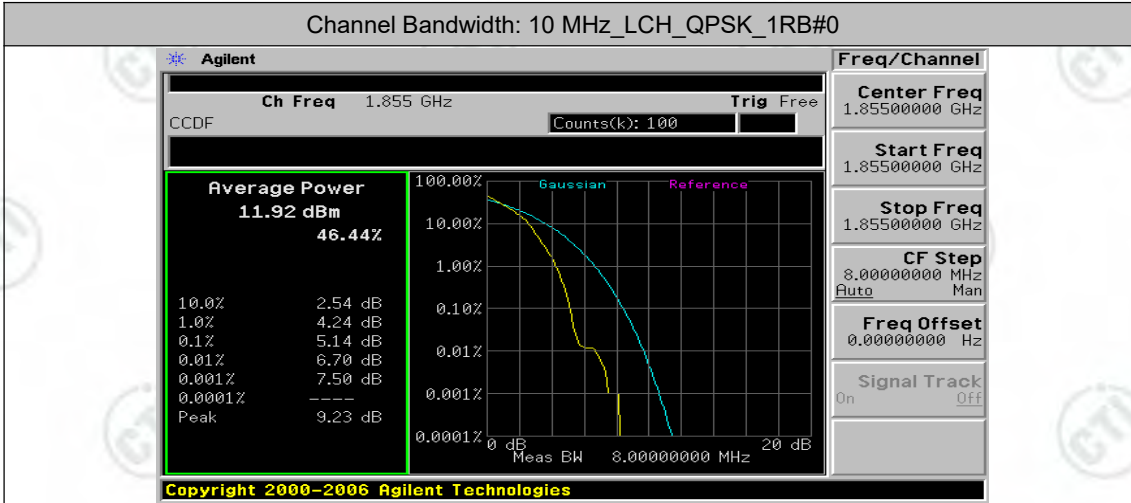 Channel Bandwidth: 10 MHz_LCH_QPSK_1RB#0
Agilent
Freq/Channel
Ch Freq 1.855 GHz Trig Free
CCDF Counts(k): 100
Center Freq
1.85500000 GHz
Start Freq
1.85500000 GHz
Stop Freq
1.85500000 GHz
CF Step
8.00000000 MHz
Auto Man
Freq Offset
0.00000000 Hz
Signal Track
On Off
Average Power
11.92 dBm
46.44%
10.0% 2.54 dB
1.0% 4.24 dB
0.1% 5.14 dB
0.01% 6.70 dB
0.001% 7.50 dB
0.0001% ----
Peak 9.23 dB
Gaussian Reference
100.00%
10.00%
1.00%
0.10%
0.01%
0.001%
0.0001%
0 dB 20 dB
Meas BW 8.00000000 MHz
Copyright 2000-2006 Agilent Technologies
CTI